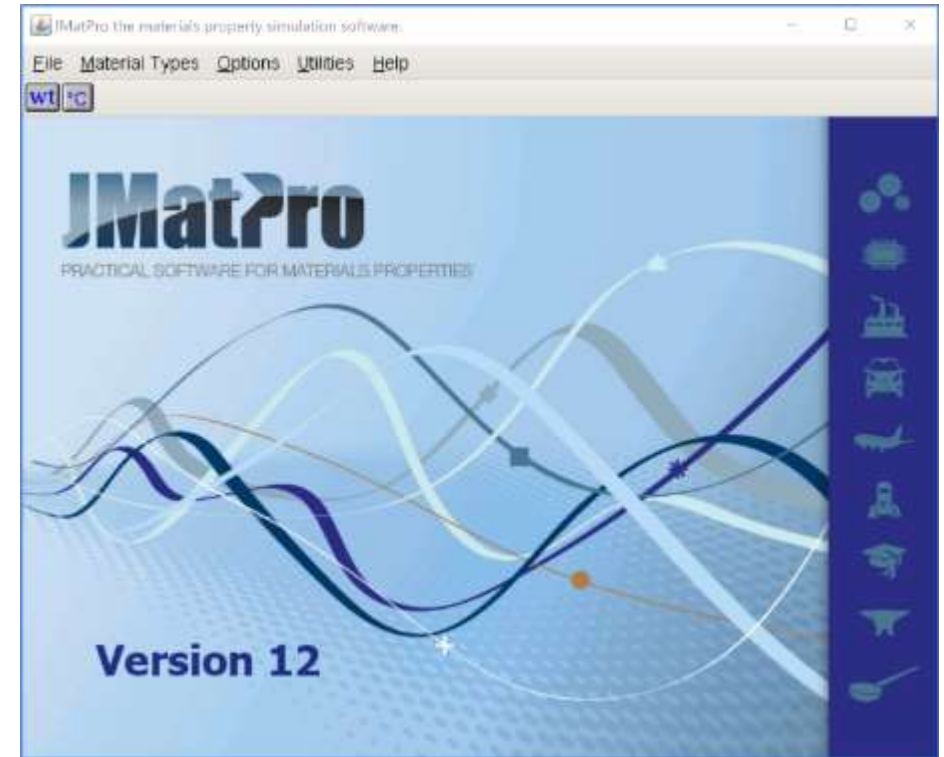 JMatPro the materials property simulation software.
File Material Types Options Utilities Help
wt °C
JMatPro
PRACTICAL SOFTWARE FOR MATERIALS PROPERTIES
Version 12